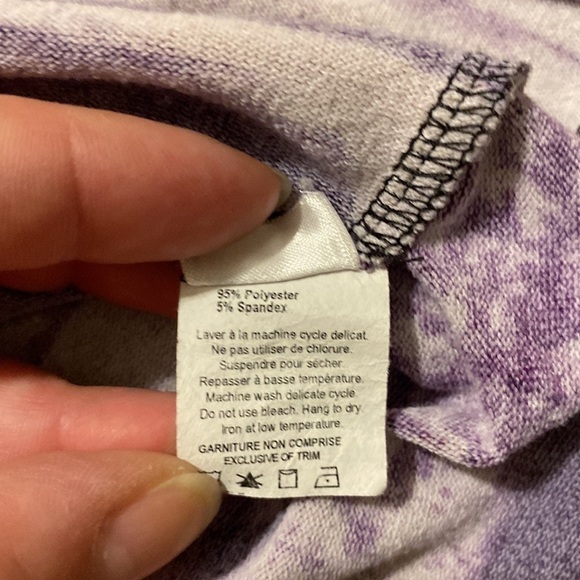 95% Polyester
5% Spandex
Laver à la machine cycle delicat.
Ne pas utiliser de chlorure.
Suspendre pour sécher.
Repasser à basse température.
Machine wash delicate cycle.
Do not use bleach. Hang to dry.
Iron at low temperature.
GARNITURE NON COMPRISE
EXCLUSIVE OF TRIM